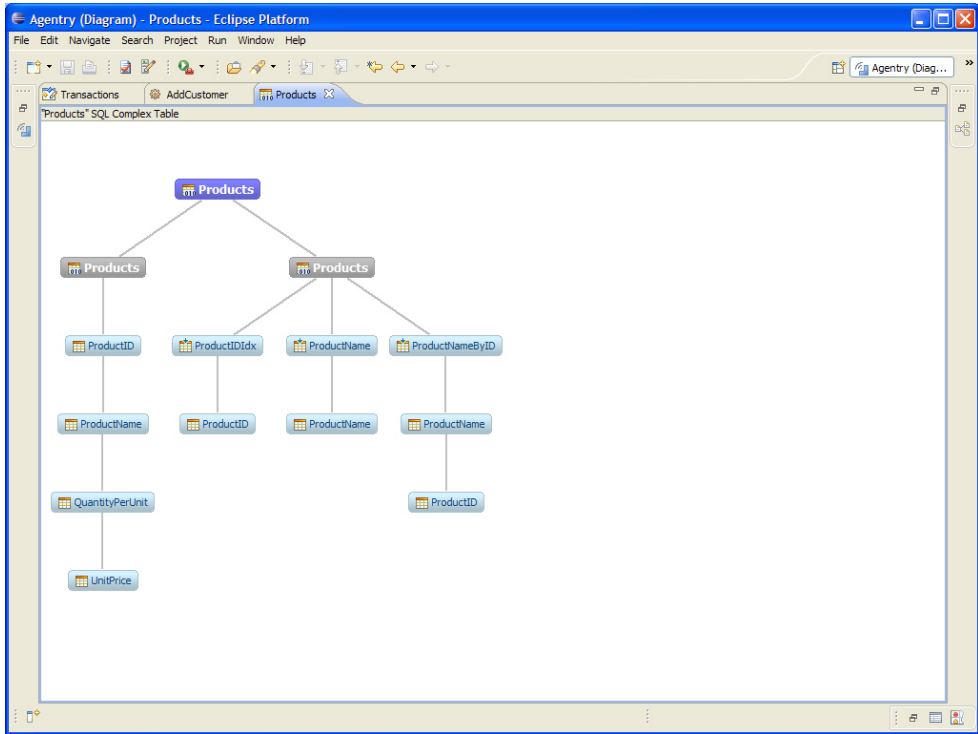 Agentry (Diagram) - Products - Eclipse Platform
File Edit Navigate Search Project Run Window Help
Agentry (Diag... »
Transactions AddCustomer Products
"Products" SQL Complex Table
Products
Products Products
ProductID ProductIDIdx ProductName ProductNameByID
ProductName ProductID ProductName ProductName
QuantityPerUnit ProductID
UnitPrice